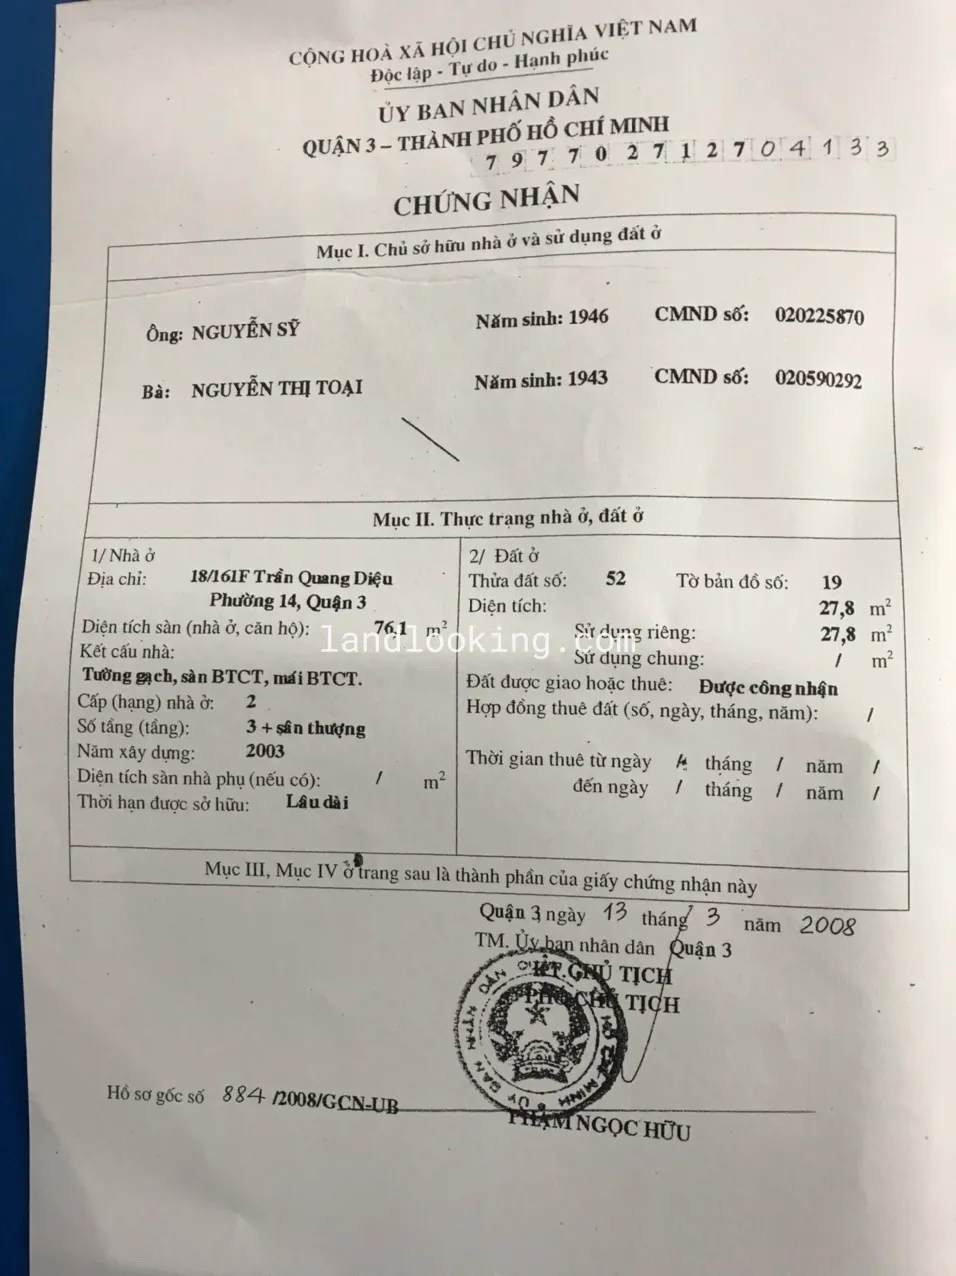 CỘNG HOÀ XÃ HỘI CHỦ NGHĨA VIỆT NAM
Độc lập - Tự do - Hạnh phúc
ỦY BAN NHÂN DÂN
QUẬN 3 – THÀNH PHỐ HỒ CHÍ MINH
7 9 7 7 0 2 7 1 2 7 0 4 1 3 3
CHỨNG NHẬN
Mục I. Chủ sở hữu nhà ở và sử dụng đất ở
Ông: NGUYỄN SỸ Năm sinh: 1946 CMND số: 020225870
Bà: NGUYỄN THỊ TOẠI Năm sinh: 1943 CMND số: 020590292
Mục II. Thực trạng nhà ở, đất ở
1/ Nhà ở
Địa chỉ: 18/161F Trần Quang Diệu
Phường 14, Quận 3
Diện tích sàn (nhà ở, căn hộ): 76,1 m²
Kết cấu nhà:
Tường gạch, sàn BTCT, mái BTCT.
Cấp (hạng) nhà ở: 2
Số tầng (tầng): 3 + sân thượng
Năm xây dựng: 2003
Diện tích sàn nhà phụ (nếu có): / m²
Thời hạn được sở hữu: Lâu dài
2/ Đất ở
Thửa đất số: 52 Tờ bản đồ số: 19
Diện tích: 27,8 m²
Sử dụng riêng: 27,8 m²
Sử dụng chung: / m²
Đất được giao hoặc thuê: Được công nhận
Hợp đồng thuê đất (số, ngày, tháng, năm): /
Thời gian thuê từ ngày / tháng / năm /
đến ngày / tháng / năm /
landlooking.com
Mục III, Mục IV ở trang sau là thành phần của giấy chứng nhận này
Quận 3, ngày 13 tháng 3 năm 2008
TM. Ủy ban nhân dân Quận 3
KT.CHỦ TỊCH
PHÓ CHỦ TỊCH
Hồ sơ gốc số 884 /2008/GCN-UB
PHẠM NGỌC HỮU